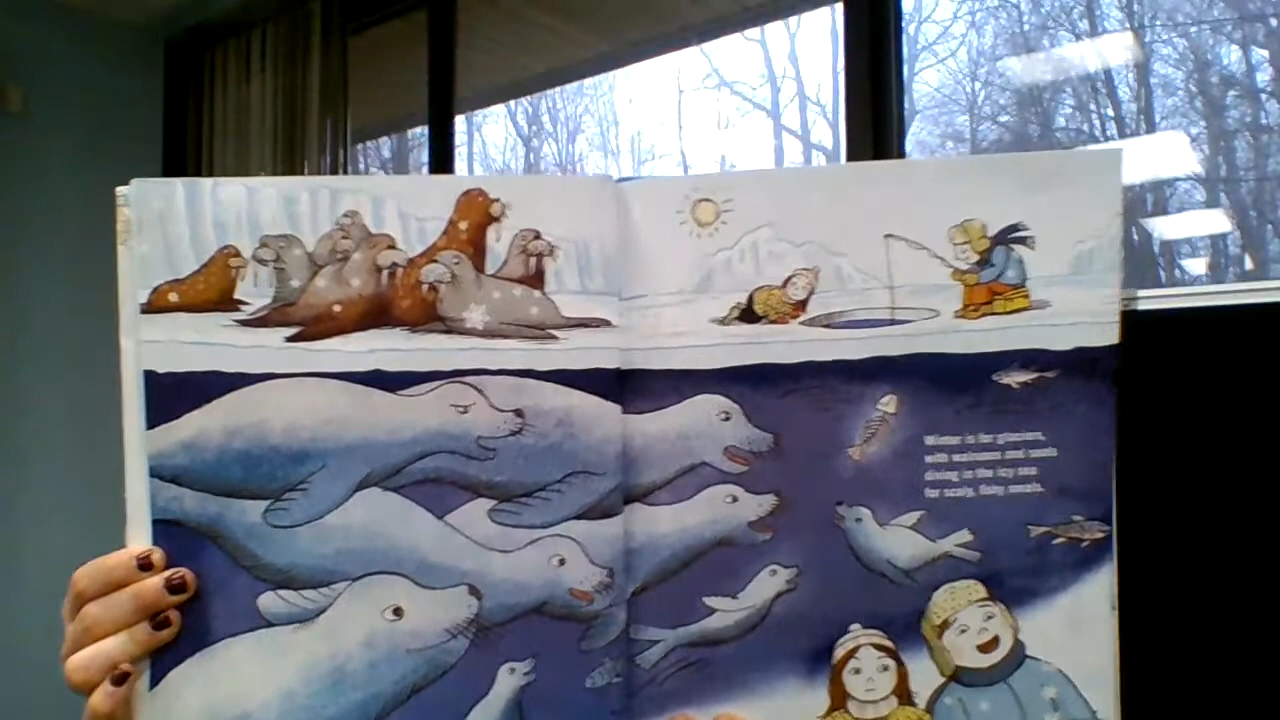 Winter is for glaciers,
with walruses and seals
diving in the icy sea
for scaly, fishy meals.